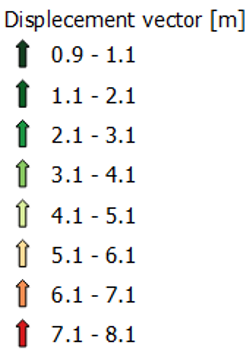 Displecement vector [m]
0.9 - 1.1
1.1 - 2.1
2.1 - 3.1
3.1 - 4.1
4.1 - 5.1
5.1 - 6.1
6.1 - 7.1
7.1 - 8.1